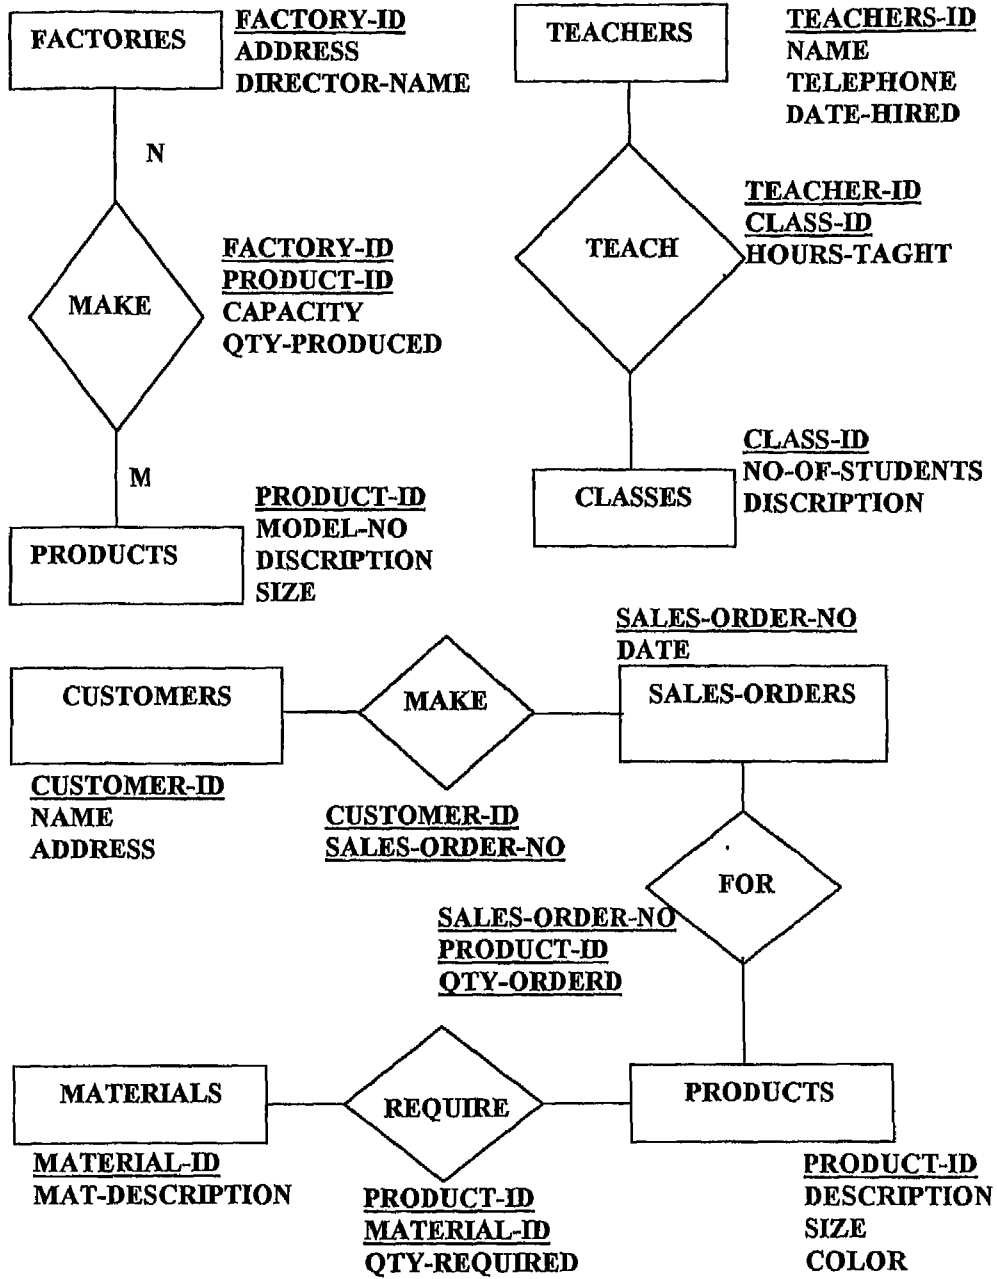 FACTORIES
FACTORY-ID
ADDRESS
DIRECTOR-NAME
N
MAKE
FACTORY-ID
PRODUCT-ID
CAPACITY
QTY-PRODUCED
M
PRODUCTS
PRODUCT-ID
MODEL-NO
DISCRIPTION
SIZE
TEACHERS
TEACHERS-ID
NAME
TELEPHONE
DATE-HIRED
TEACH
TEACHER-ID
CLASS-ID
HOURS-TAGHT
CLASSES
CLASS-ID
NO-OF-STUDENTS
DISCRIPTION
CUSTOMERS
CUSTOMER-ID
NAME
ADDRESS
MAKE
CUSTOMER-ID
SALES-ORDER-NO
SALES-ORDER-NO
DATE
SALES-ORDERS
FOR
SALES-ORDER-NO
PRODUCT-ID
QTY-ORDERD
MATERIALS
MATERIAL-ID
MAT-DESCRIPTION
REQUIRE
PRODUCT-ID
MATERIAL-ID
QTY-REQUIRED
PRODUCTS
PRODUCT-ID
DESCRIPTION
SIZE
COLOR